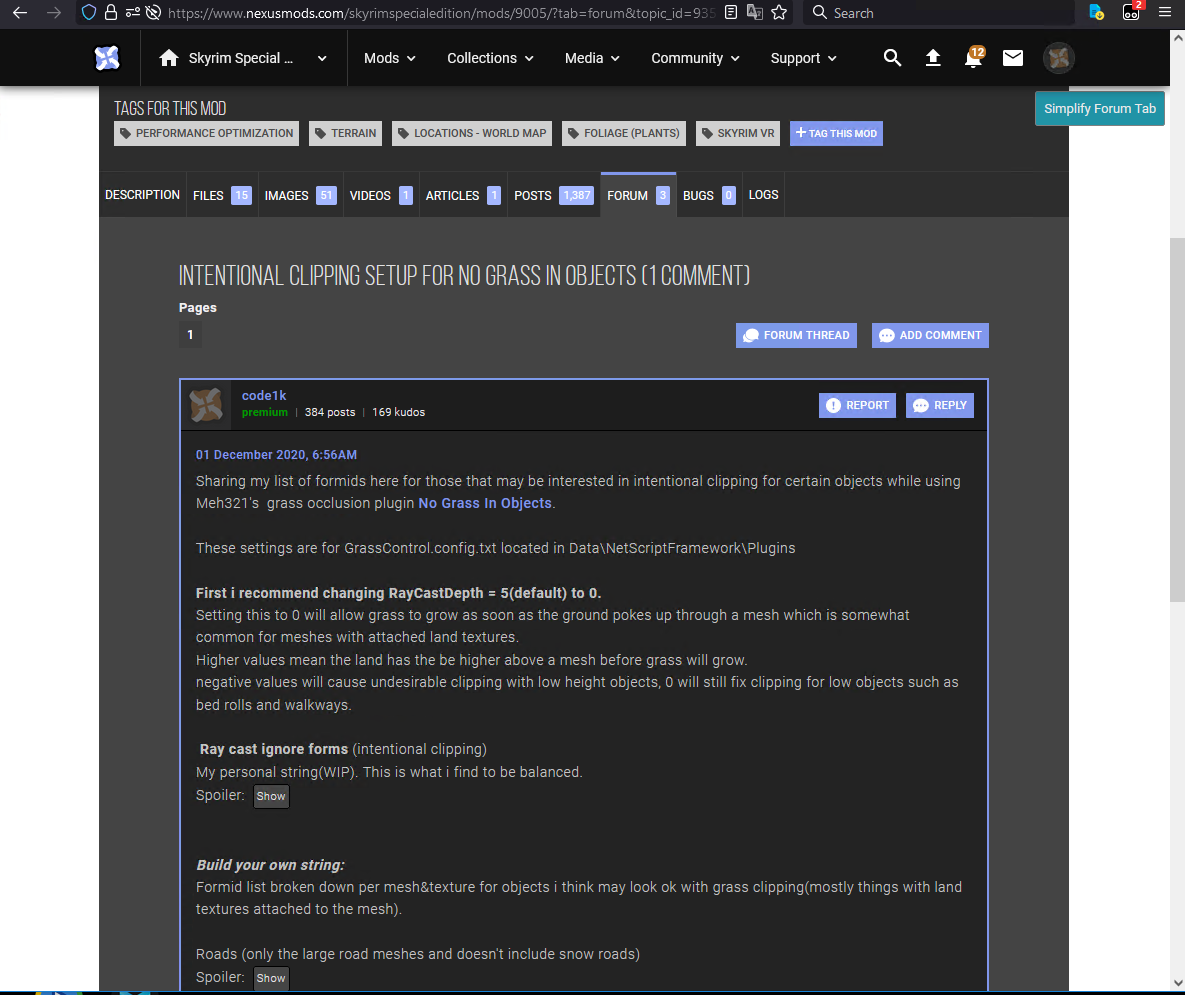 https://www.nexusmods.com/skyrimspecialedition/mods/9005/?tab=forum&topic_id=935
Search
2
Skyrim Special ...
Mods
Collections
Media
Community
Support
12
Simplify Forum Tab
TAGS FOR THIS MOD
PERFORMANCE OPTIMIZATION
TERRAIN
LOCATIONS - WORLD MAP
FOLIAGE (PLANTS)
SKYRIM VR
+ TAG THIS MOD
DESCRIPTION
FILES 15
IMAGES 51
VIDEOS 1
ARTICLES 1
POSTS 1,387
FORUM 3
BUGS 0
LOGS
INTENTIONAL CLIPPING SETUP FOR NO GRASS IN OBJECTS (1 COMMENT)
Pages
1
FORUM THREAD
ADD COMMENT
code1k
premium | 384 posts | 169 kudos
REPORT
REPLY
01 December 2020, 6:56AM
Sharing my list of formids here for those that may be interested in intentional clipping for certain objects while using
Meh321's  grass occlusion plugin No Grass In Objects.
These settings are for GrassControl.config.txt located in Data\NetScriptFramework\Plugins
First i recommend changing RayCastDepth = 5(default) to 0.
Setting this to 0 will allow grass to grow as soon as the ground pokes up through a mesh which is somewhat
common for meshes with attached land textures.
Higher values mean the land has the be higher above a mesh before grass will grow.
negative values will cause undesirable clipping with low height objects, 0 will still fix clipping for low objects such as
bed rolls and walkways.
Ray cast ignore forms (intentional clipping)
My personal string(WIP). This is what i find to be balanced.
Spoiler: Show
Build your own string:
Formid list broken down per mesh&texture for objects i think may look ok with grass clipping(mostly things with land
textures attached to the mesh).
Roads (only the large road meshes and doesn't include snow roads)
Spoiler: Show